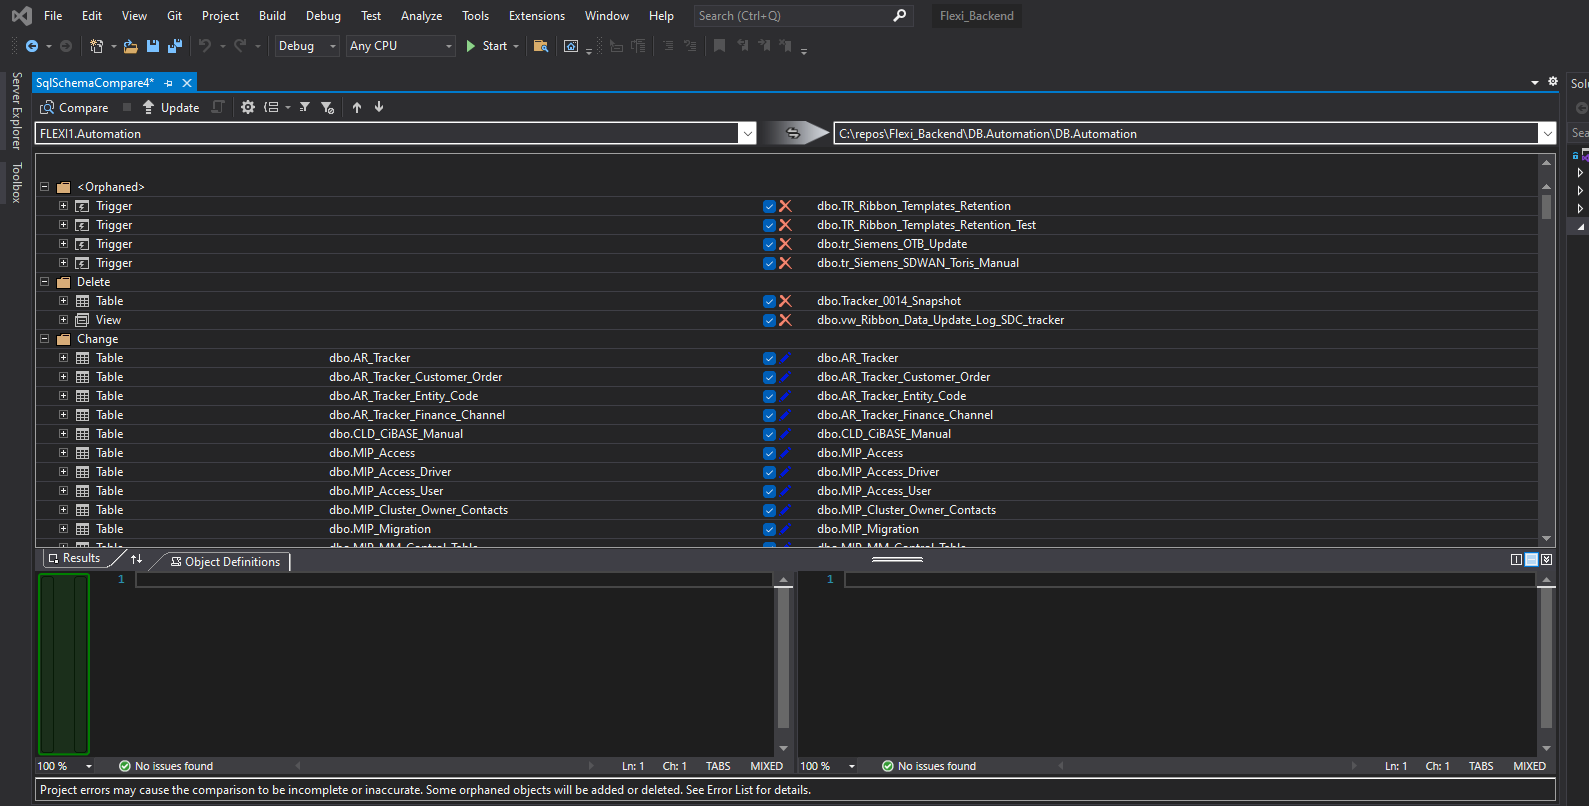 File Edit View Git Project Build Debug Test Analyze Tools Extensions Window Help Search (Ctrl+Q) Flexi_Backend
Debug Any CPU Start
SqlSchemaCompare4*
Compare Update
FLEXI1.Automation C:\repos\Flexi_Backend\DB.Automation\DB.Automation
Server Explorer
Toolbox
<Orphaned>
Trigger dbo.TR_Ribbon_Templates_Retention
Trigger dbo.TR_Ribbon_Templates_Retention_Test
Trigger dbo.tr_Siemens_OTB_Update
Trigger dbo.tr_Siemens_SDWAN_Toris_Manual
Delete
Table dbo.Tracker_0014_Snapshot
View dbo.vw_Ribbon_Data_Update_Log_SDC_tracker
Change
Table dbo.AR_Tracker dbo.AR_Tracker
Table dbo.AR_Tracker_Customer_Order dbo.AR_Tracker_Customer_Order
Table dbo.AR_Tracker_Entity_Code dbo.AR_Tracker_Entity_Code
Table dbo.AR_Tracker_Finance_Channel dbo.AR_Tracker_Finance_Channel
Table dbo.CLD_CiBASE_Manual dbo.CLD_CiBASE_Manual
Table dbo.MIP_Access dbo.MIP_Access
Table dbo.MIP_Access_Driver dbo.MIP_Access_Driver
Table dbo.MIP_Access_User dbo.MIP_Access_User
Table dbo.MIP_Cluster_Owner_Contacts dbo.MIP_Cluster_Owner_Contacts
Table dbo.MIP_Migration dbo.MIP_Migration
Results Object Definitions
1 1
100 % No issues found Ln: 1 Ch: 1 TABS MIXED 100 % No issues found Ln: 1 Ch: 1 TABS MIXED
Project errors may cause the comparison to be incomplete or inaccurate. Some orphaned objects will be added or deleted. See Error List for details.